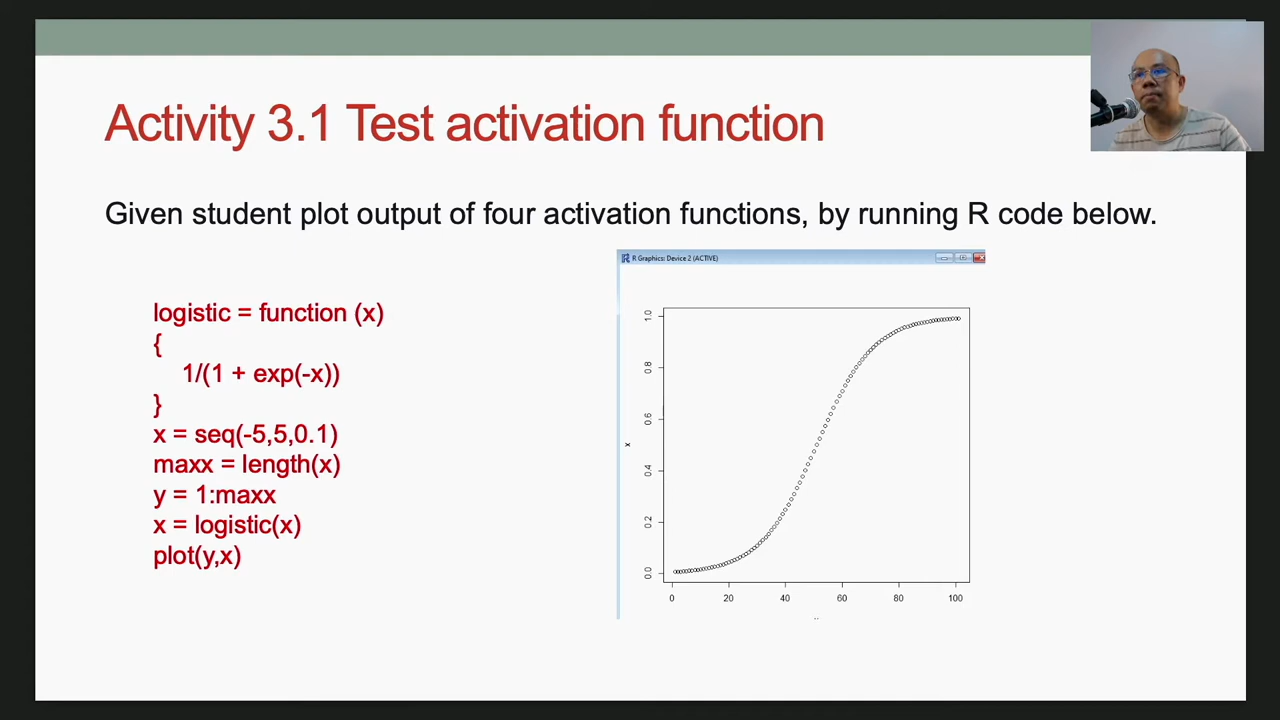 Activity 3.1 Test activation function
Given student plot output of four activation functions, by running R code below.
logistic = function (x)
{
1/(1 + exp(-x))
}
x = seq(-5,5,0.1)
maxx = length(x)
y = 1:maxx
x = logistic(x)
plot(y,x)
R Graphics: Device 2 (ACTIVE)
1.0
0.8
0.6
x
0.4
0.2
0.0
0 20 40 60 80 100